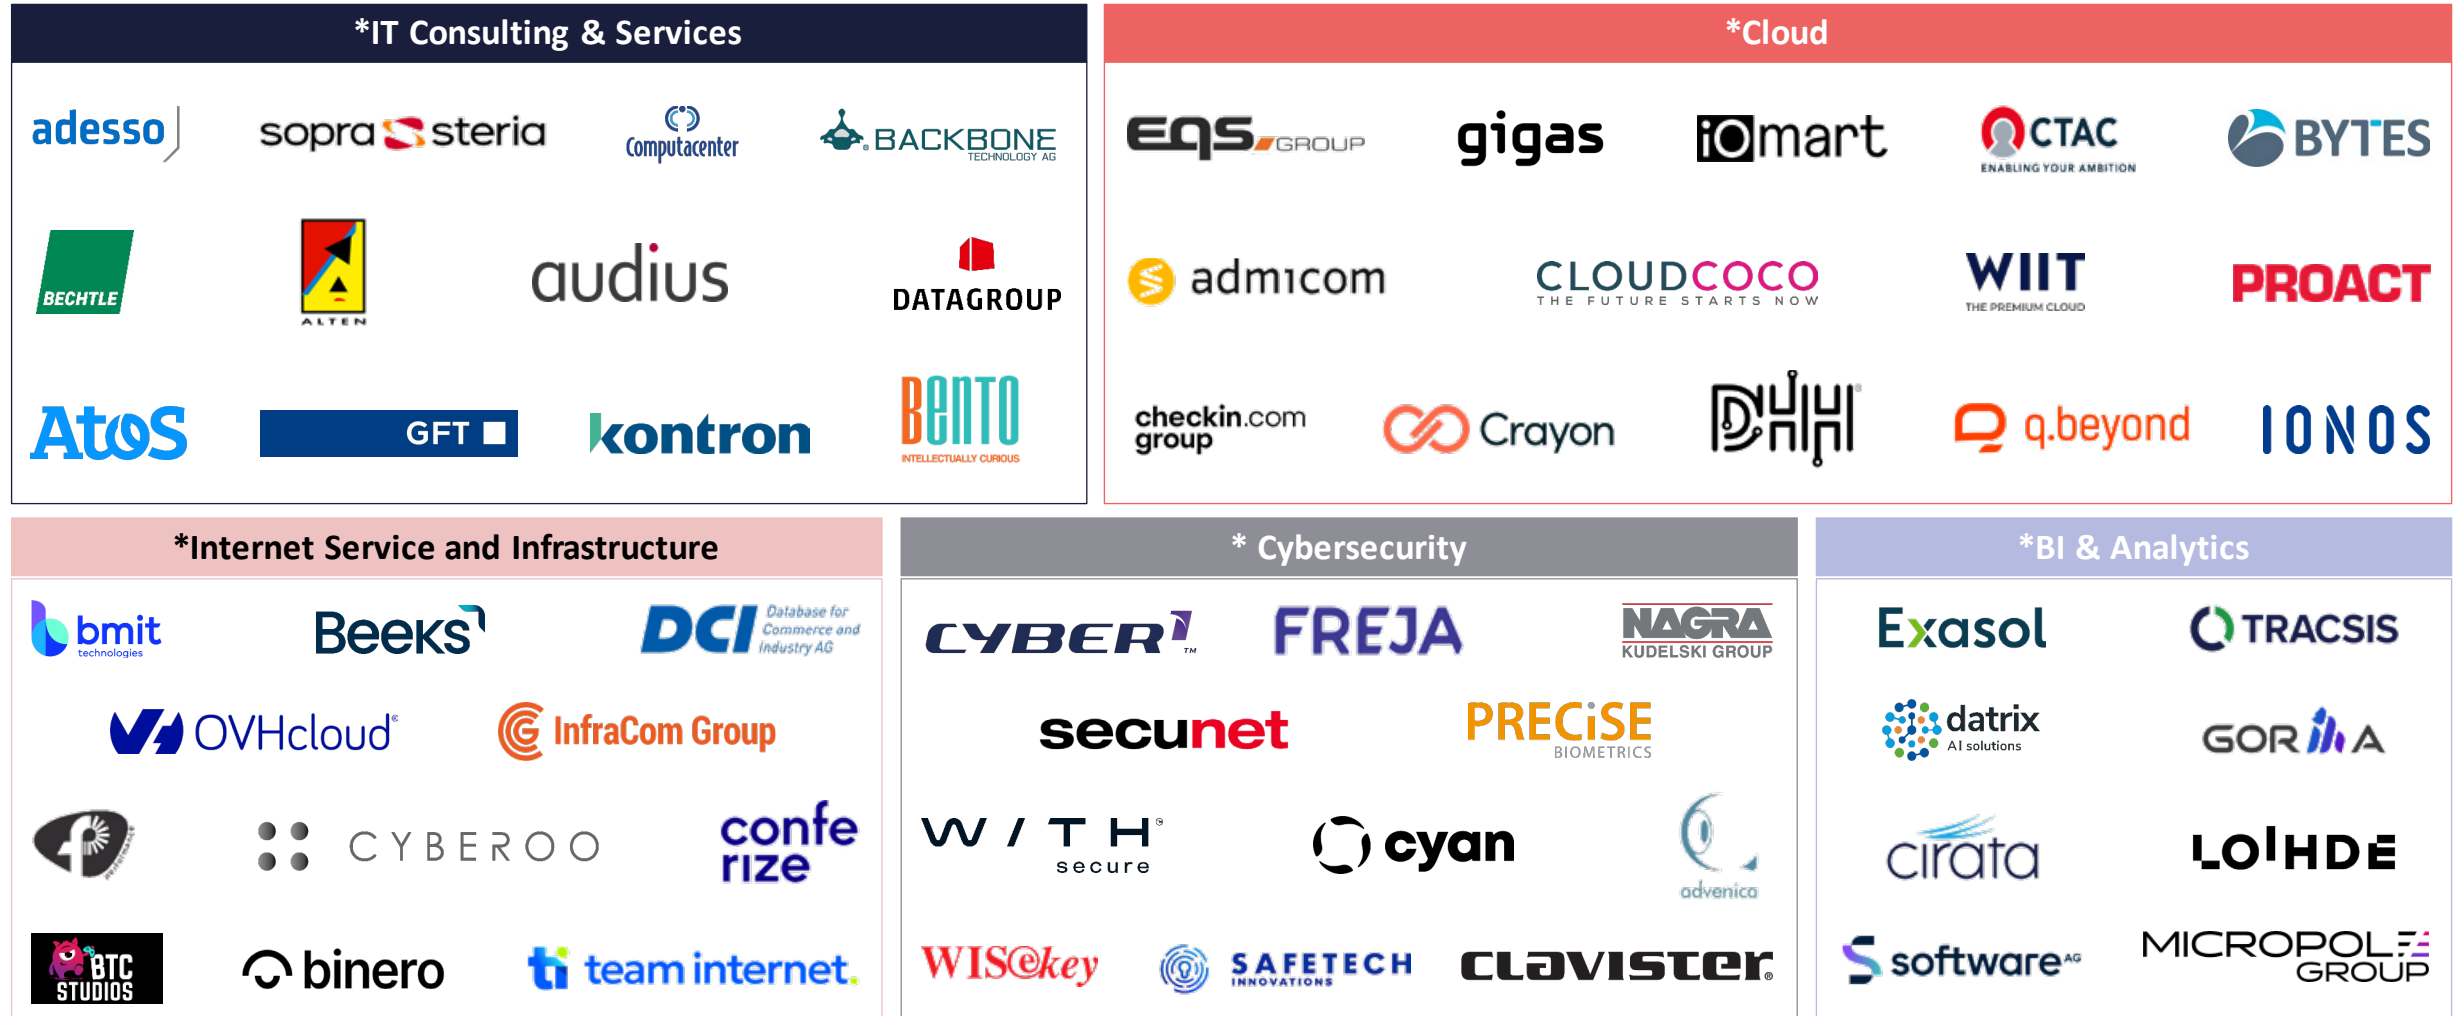 *IT Consulting & Services
adesso
sopra steria
Computacenter
BACKBONE
TECHNOLOGY AG
BECHTLE
ALTEN
audius
DATAGROUP
Atos
GFT
kontron
BENTO
INTELLECTUALLY CURIOUS
*Cloud
EQS GROUP
gigas
iomart
CTAC
ENABLING YOUR AMBITION
BYTES
admicom
CLOUDCOCO
THE FUTURE STARTS NOW
WIIT
THE PREMIUM CLOUD
PROACT
checkin.com
group
Crayon
DHH
q.beyond
IONOS
*Internet Service and Infrastructure
bmit
technologies
Beeks
DCI
Database for
Commerce and
Industry AG
OVHcloud
InfraCom Group
CYBEROO
confe
rize
BTC
STUDIOS
binero
team internet.
* Cybersecurity
CYBER1™
FREJA
NAGRA
KUDELSKI GROUP
secunet
PRECISE
BIOMETRICS
W/TH®
secure
cyan
advenica
WISekey
SAFETECH
INNOVATIONS
CLAVISTER®
*BI & Analytics
Exasol
TRACSIS
datrix
AI solutions
GORILLA
cirata
LOIHDE
software AG
MICROPOLE
GROUP